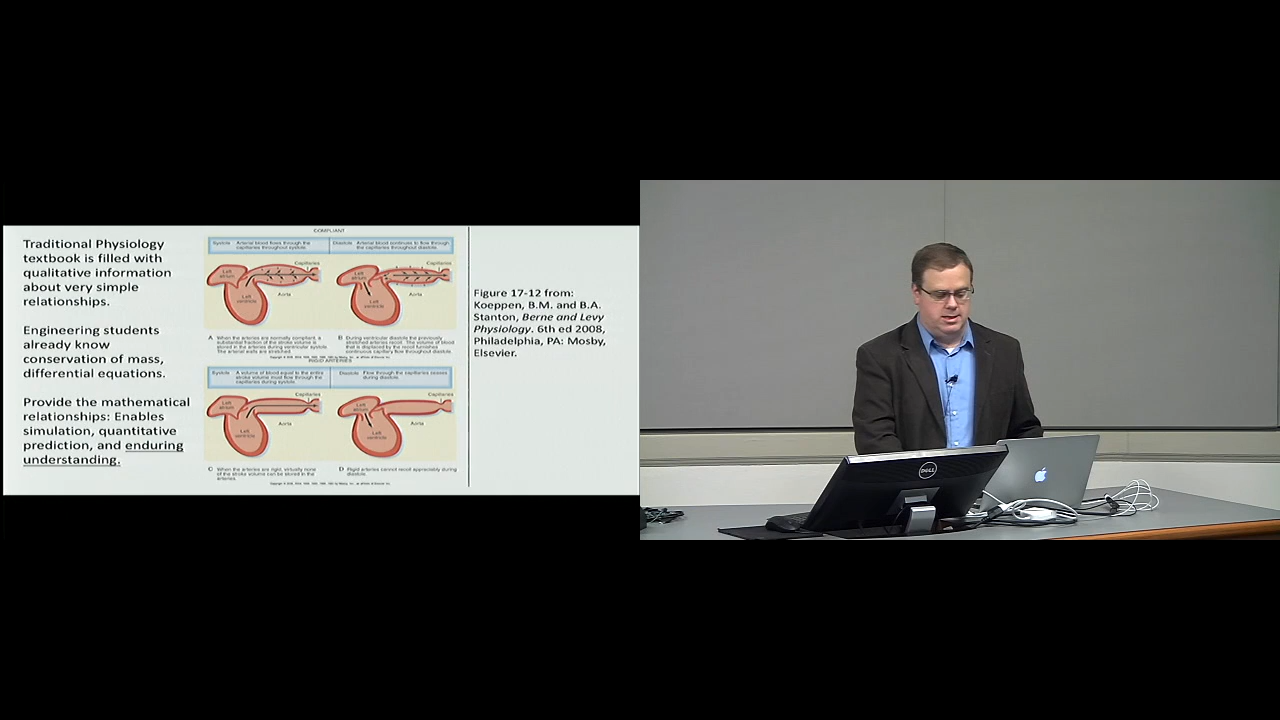 Traditional Physiology
textbook is filled with
qualitative information
about very simple
relationships.
Engineering students
already know
conservation of mass,
differential equations.
Provide the mathematical
relationships: Enables
simulation, quantitative
prediction, and enduring
understanding.
COMPLIANT
Systole Arterial blood flows through the
capillaries throughout systole.
Diastole Arterial blood continues to flow through
the capillaries throughout diastole.
Capillaries
Left
atrium
Left
ventricle
Aorta
Capillaries
Left
atrium
Left
ventricle
Aorta
A When the arteries are normally compliant, a
substantial fraction of the stroke volume is
stored in the arteries during ventricular systole.
The arterial walls are stretched.
B During ventricular diastole the previously
stretched arteries recoil. The volume of blood
that is displaced by the recoil furnishes
continuous capillary flow throughout diastole.
RIGID ARTERIES
Systole A volume of blood equal to the entire
stroke volume must flow through the
capillaries during systole.
Diastole Flow through the capillaries ceases
during diastole.
Capillaries
Left
atrium
Left
ventricle
Aorta
Capillaries
Left
atrium
Left
ventricle
Aorta
C When the arteries are rigid, virtually none
of the stroke volume can be stored in the
arteries.
D Rigid arteries cannot recoil appreciably during
diastole.
Figure 17-12 from:
Koeppen, B.M. and B.A.
Stanton, Berne and Levy
Physiology. 6th ed 2008,
Philadelphia, PA: Mosby,
Elsevier.
DELL